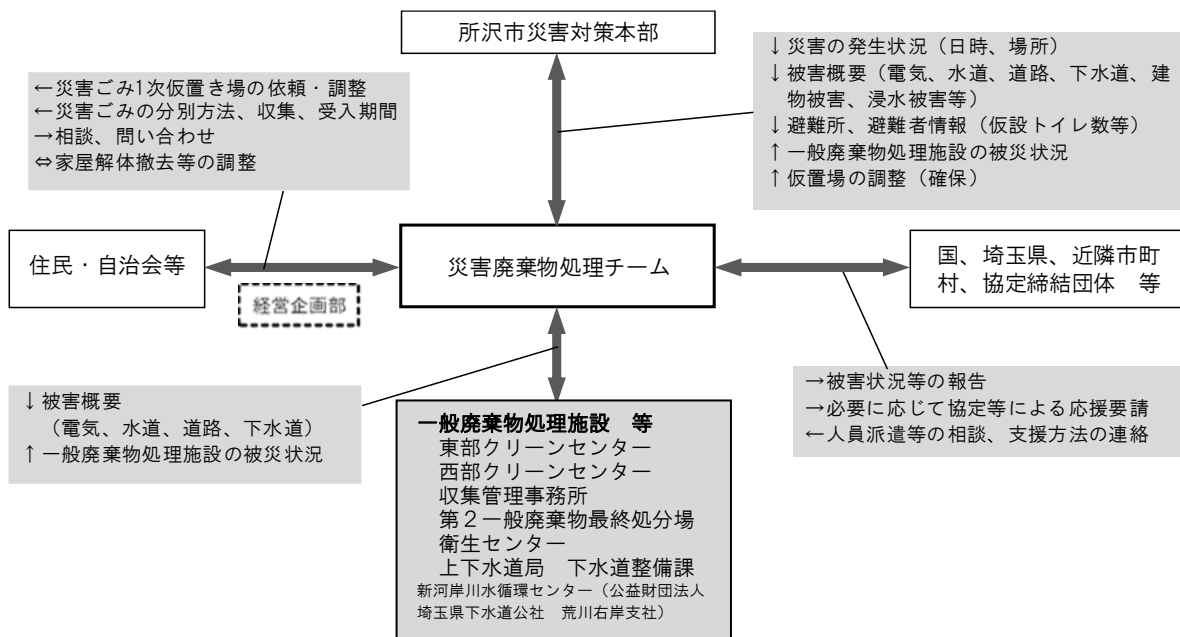 所沢市災害対策本部
↓災害の発生状況（日時、場所）
↓被害概要（電気、水道、道路、下水道、建
物被害、浸水被害等）
↓避難所、避難者情報（仮設トイレ数等）
↑一般廃棄物処理施設の被災状況
↑仮置場の調整（確保）
←災害ごみ1次仮置き場の依頼・調整
←災害ごみの分別方法、収集、受入期間
→相談、問い合わせ
⇔家屋解体撤去等の調整
住民・自治会等
経営企画部
災害廃棄物処理チーム
国、埼玉県、近隣市町
村、協定締結団体　等
→被害状況等の報告
→必要に応じて協定等による応援要請
←人員派遣等の相談、支援方法の連絡
↓被害概要
（電気、水道、道路、下水道）
↑一般廃棄物処理施設の被災状況
一般廃棄物処理施設　等
東部クリーンセンター
西部クリーンセンター
収集管理事務所
第２一般廃棄物最終処分場
衛生センター
上下水道局　下水道整備課
新河岸川水循環センター（公益財団法人
埼玉県下水道公社　荒川右岸支社）